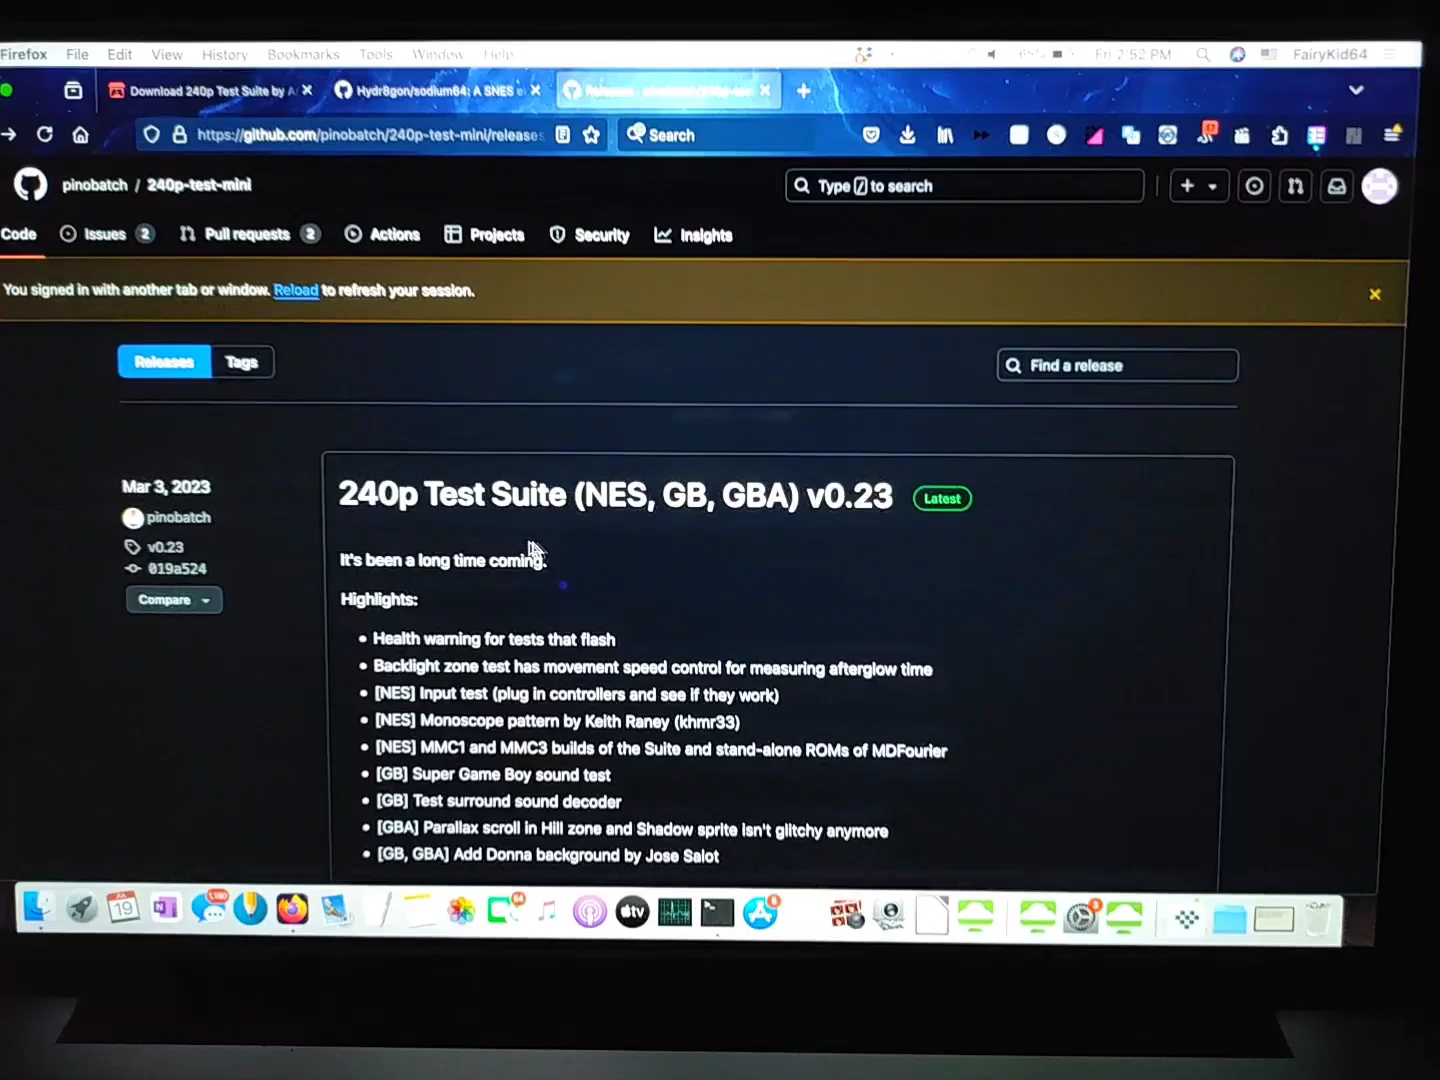 Firefox File Edit View History Bookmarks Tools Window Help 65% Fri 2:52 PM FairyKid64
Download 240p Test Suite by A
Hydr8gon/sodium64: A SNES e
https://github.com/pinobatch/240p-test-mini/releases
Search
47
pinobatch / 240p-test-mini
Type / to search
Code Issues 2 Pull requests 2 Actions Projects Security Insights
You signed in with another tab or window. Reload to refresh your session.
Releases Tags
Find a release
Mar 3, 2023
pinobatch
v0.23
019a524
Compare
240p Test Suite (NES, GB, GBA) v0.23 Latest
It's been a long time coming.
Highlights:
• Health warning for tests that flash
• Backlight zone test has movement speed control for measuring afterglow time
• [NES] Input test (plug in controllers and see if they work)
• [NES] Monoscope pattern by Keith Raney (khmr33)
• [NES] MMC1 and MMC3 builds of the Suite and stand-alone ROMs of MDFourier
• [GB] Super Game Boy sound test
• [GB] Test surround sound decoder
• [GBA] Parallax scroll in Hill zone and Shadow sprite isn't glitchy anymore
• [GB, GBA] Add Donna background by Jose Salot
19
N
1,180
tv